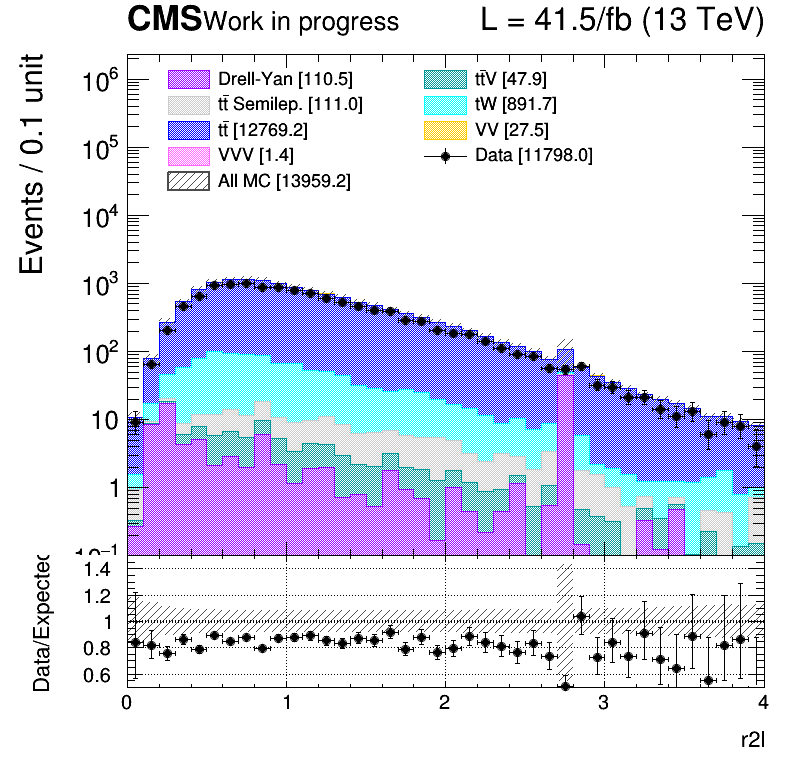 CMS Work in progress L = 41.5/fb (13 TeV)
Events / 0.1 unit
Drell-Yan [110.5]
tt̄ Semilep. [111.0]
tt̄ [12769.2]
VVV [1.4]
All MC [13959.2]
tt̄V [47.9]
tW [891.7]
VV [27.5]
Data [11798.0]
10⁶
10⁵
10⁴
10³
10²
10
1
10⁻¹
Data/Expected
1.4
1.2
1
0.8
0.6
0 1 2 3 4
r2l